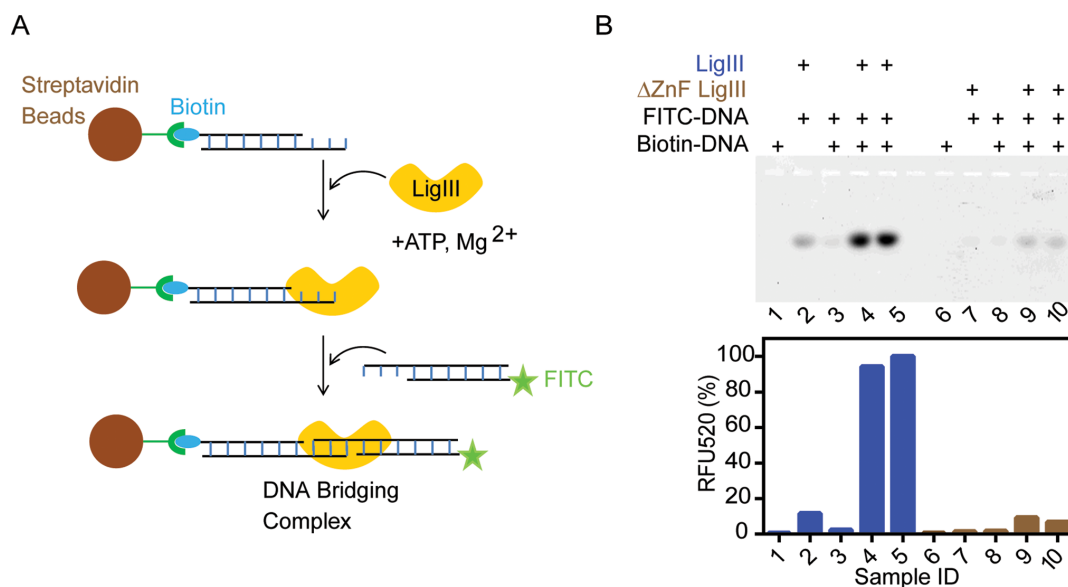 A
Streptavidin
Beads
Biotin
LigIII
+ATP, Mg 2+
FITC
DNA Bridging
Complex
B
LigIII + + +
ΔZnF LigIII + + +
FITC-DNA + + + + + + + +
Biotin-DNA + + + + + + + +
1 2 3 4 5 6 7 8 9 10
RFU520 (%)
100
80
60
40
20
0
1 2 3 4 5 6 7 8 9 10
Sample ID